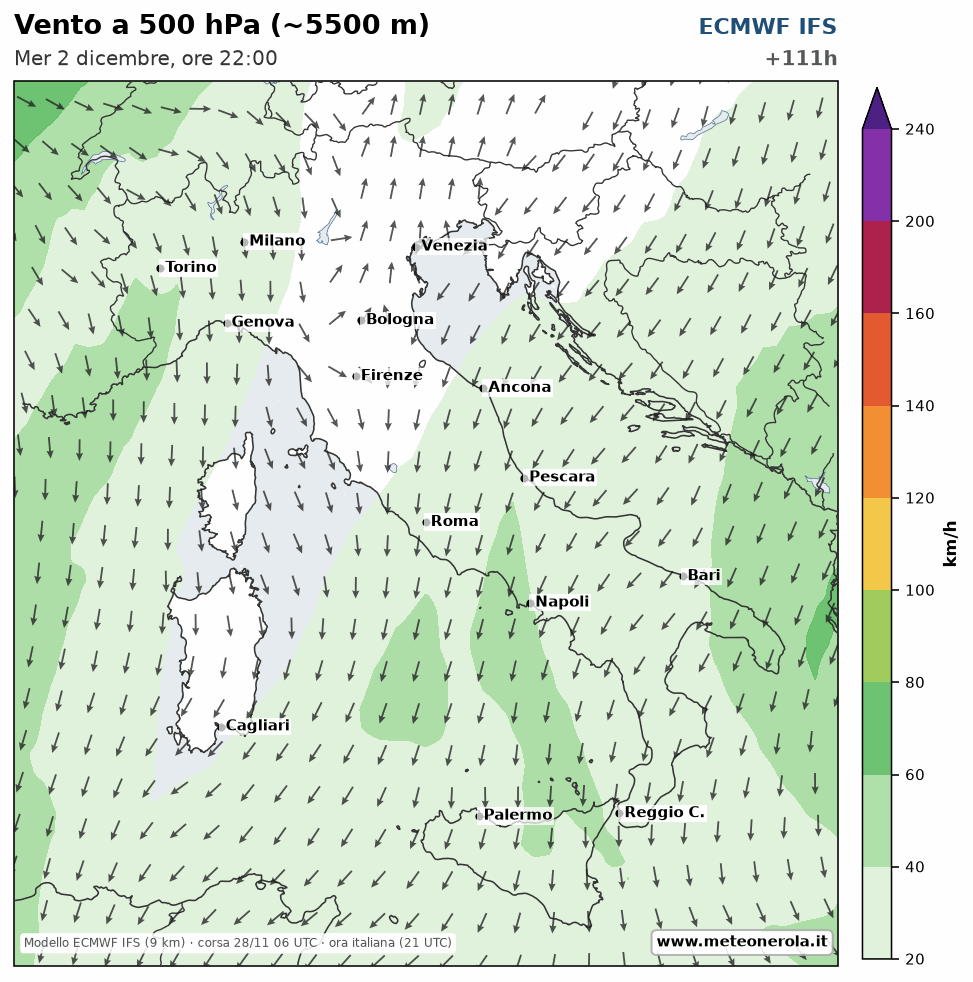 Vento a 500 hPa (~5500 m)
ECMWF IFS
Mer 2 dicembre, ore 22:00
+111h
Milano
Venezia
Torino
Genova
Bologna
Firenze
Ancona
Pescara
Roma
Bari
Napoli
Cagliari
Palermo
Reggio C.
240
200
160
140
120
100
80
60
40
20
km/h
Modello ECMWF IFS (9 km) · corsa 28/11 06 UTC · ora italiana (21 UTC)
www.meteonerola.it